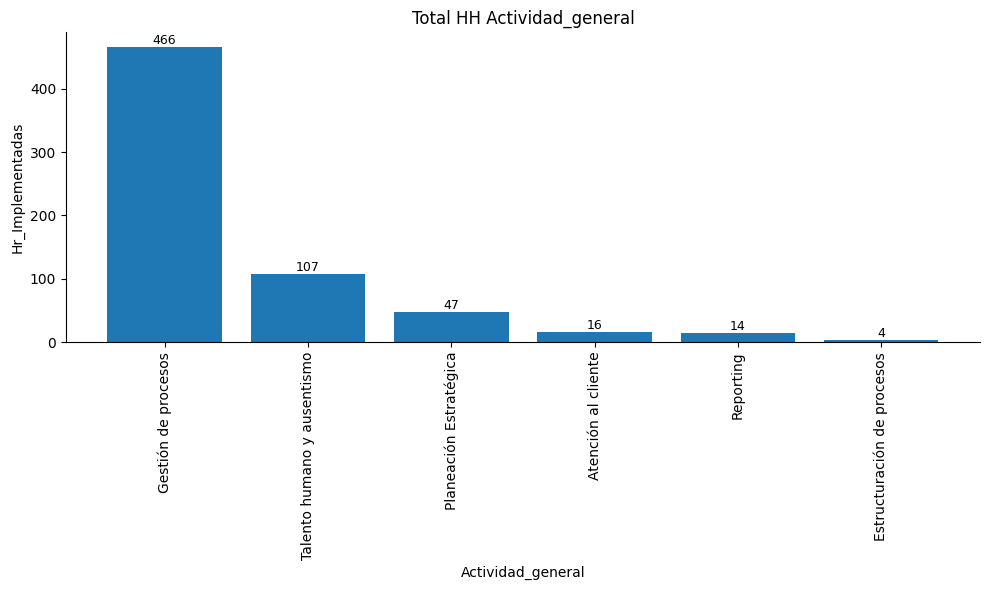 Total HH Actividad_general
Hr_Implementadas
400
300
200
100
0
466
107
47
16
14
4
Gestión de procesos
Talento humano y ausentismo
Planeación Estratégica
Atención al cliente
Reporting
Estructuración de procesos
Actividad_general